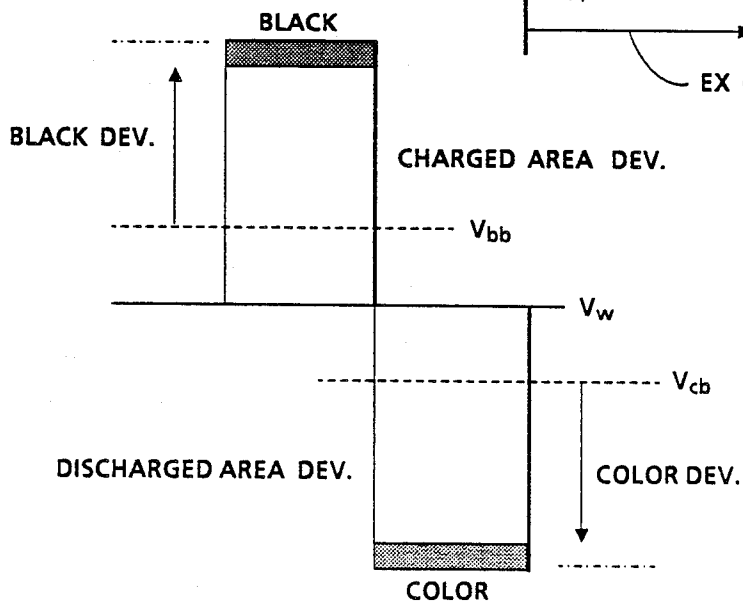 BLACK
EX
BLACK DEV.
CHARGED AREA DEV.
Vbb
Vw
Vcb
DISCHARGED AREA DEV.
COLOR DEV.
COLOR